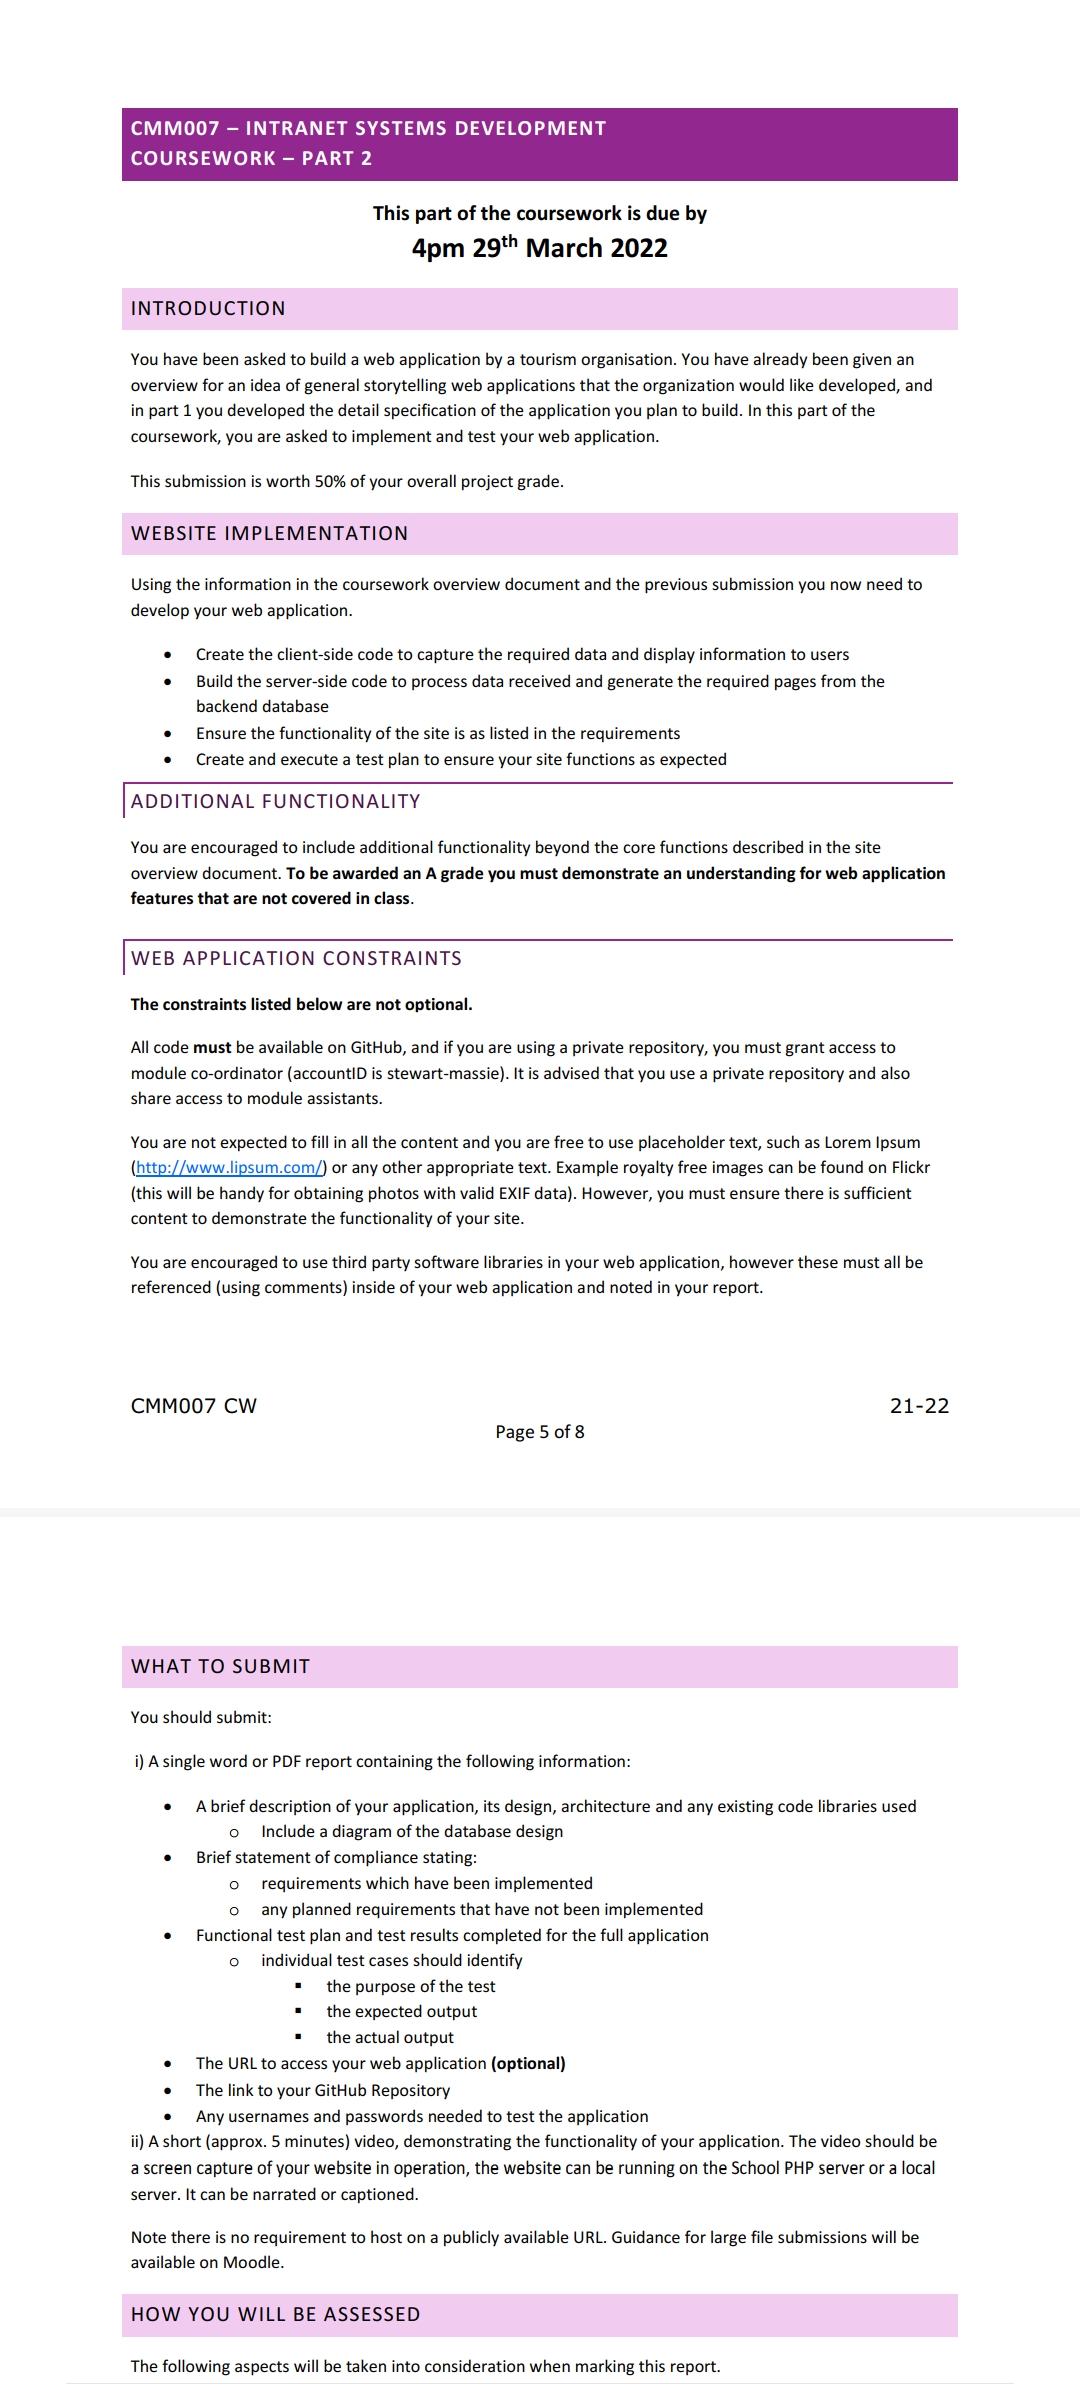 CMM007 – INTRANET SYSTEMS DEVELOPMENT
COURSEWORK – PART 2
This part of the coursework is due by
4pm 29th March 2022
INTRODUCTION
You have been asked to build a web application by a tourism organisation. You have already been given an
overview for an idea of general storytelling web applications that the organization would like developed, and
in part 1 you developed the detail specification of the application you plan to build. In this part of the
coursework, you are asked to implement and test your web application.
This submission is worth 50% of your overall project grade.
WEBSITE IMPLEMENTATION
Using the information in the coursework overview document and the previous submission you now need to
develop your web application.
• Create the client-side code to capture the required data and display information to users
• Build the server-side code to process data received and generate the required pages from the
backend database
• Ensure the functionality of the site is as listed in the requirements
• Create and execute a test plan to ensure your site functions as expected
ADDITIONAL FUNCTIONALITY
You are encouraged to include additional functionality beyond the core functions described in the site
overview document. To be awarded an A grade you must demonstrate an understanding for web application
features that are not covered in class.
WEB APPLICATION CONSTRAINTS
The constraints listed below are not optional.
All code must be available on GitHub, and if you are using a private repository, you must grant access to
module co-ordinator (accountID is stewart-massie). It is advised that you use a private repository and also
share access to module assistants.
You are not expected to fill in all the content and you are free to use placeholder text, such as Lorem Ipsum
(http://www.lipsum.com/) or any other appropriate text. Example royalty free images can be found on Flickr
(this will be handy for obtaining photos with valid EXIF data). However, you must ensure there is sufficient
content to demonstrate the functionality of your site.
You are encouraged to use third party software libraries in your web application, however these must all be
referenced (using comments) inside of your web application and noted in your report.
CMM007 CW 21-22
Page 5 of 8
WHAT TO SUBMIT
You should submit:
i) A single word or PDF report containing the following information:
• A brief description of your application, its design, architecture and any existing code libraries used
o Include a diagram of the database design
• Brief statement of compliance stating:
o requirements which have been implemented
o any planned requirements that have not been implemented
• Functional test plan and test results completed for the full application
o individual test cases should identify
▪ the purpose of the test
▪ the expected output
▪ the actual output
• The URL to access your web application (optional)
• The link to your GitHub Repository
• Any usernames and passwords needed to test the application
ii) A short (approx. 5 minutes) video, demonstrating the functionality of your application. The video should be
a screen capture of your website in operation, the website can be running on the School PHP server or a local
server. It can be narrated or captioned.
Note there is no requirement to host on a publicly available URL. Guidance for large file submissions will be
available on Moodle.
HOW YOU WILL BE ASSESSED
The following aspects will be taken into consideration when marking this report.